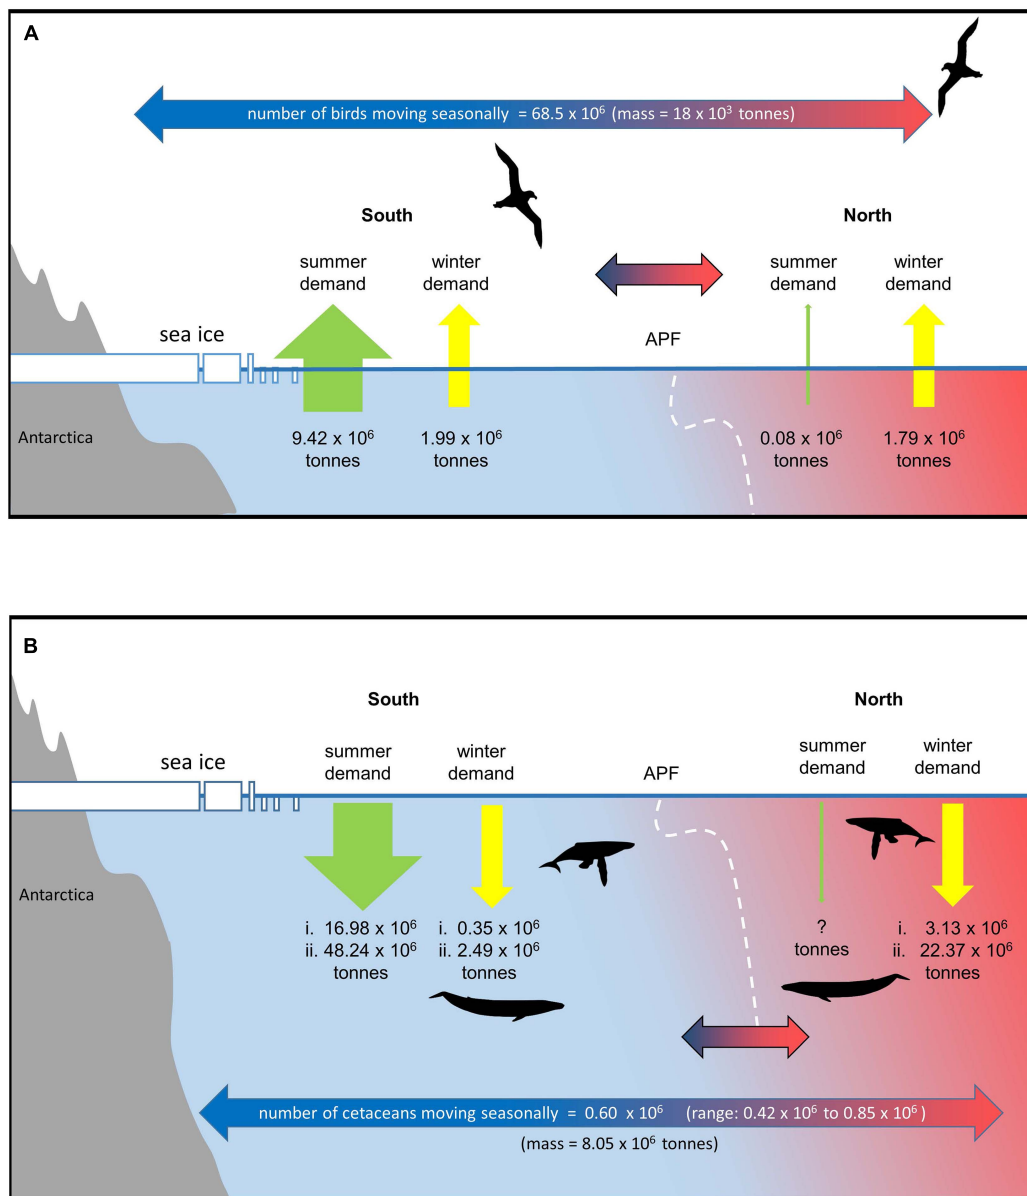 A
number of birds moving seasonally = 68.5 x 10⁶ (mass = 18 x 10³ tonnes)
South
North
summer
demand
winter
demand
summer
demand
winter
demand
sea ice
APF
Antarctica
9.42 x 10⁶
tonnes
1.99 x 10⁶
tonnes
0.08 x 10⁶
tonnes
1.79 x 10⁶
tonnes
B
South
North
summer
demand
winter
demand
summer
demand
winter
demand
sea ice
APF
Antarctica
i. 16.98 x 10⁶
ii. 48.24 x 10⁶
tonnes
i. 0.35 x 10⁶
ii. 2.49 x 10⁶
tonnes
?
tonnes
i. 3.13 x 10⁶
ii. 22.37 x 10⁶
tonnes
number of cetaceans moving seasonally = 0.60 x 10⁶ (range: 0.42 x 10⁶ to 0.85 x 10⁶ )
(mass = 8.05 x 10⁶ tonnes)